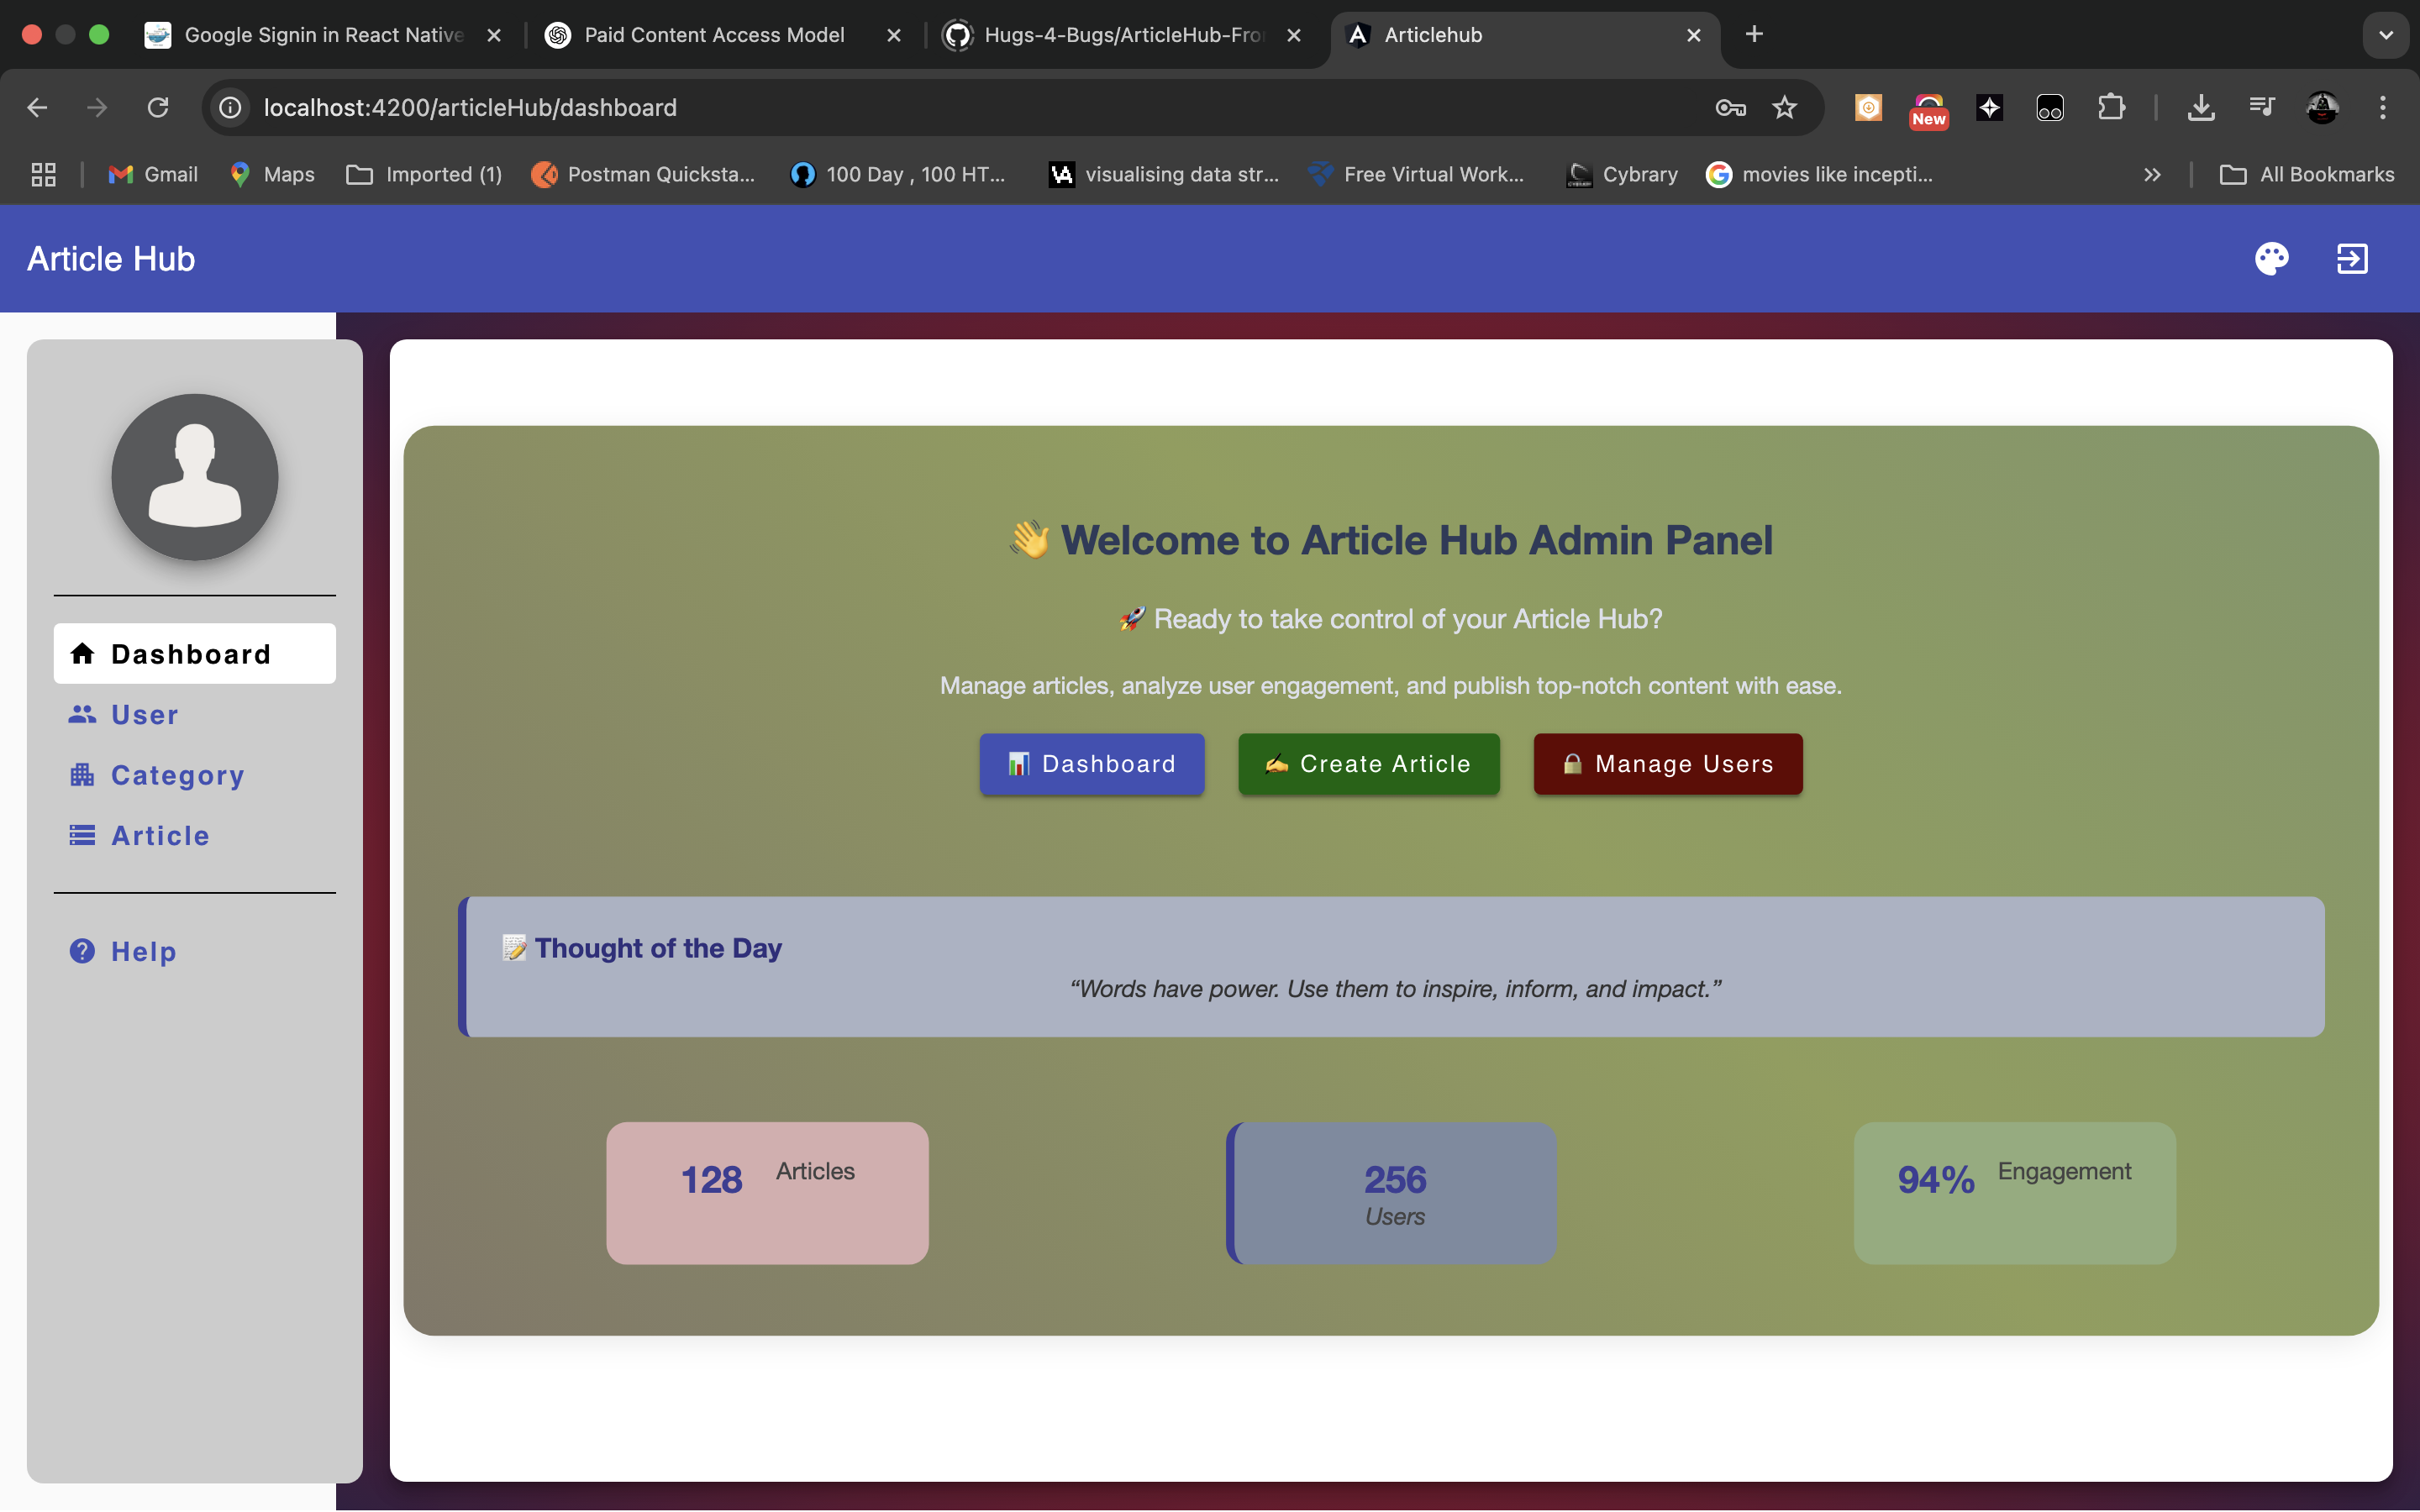 Google Signin in React Native
Paid Content Access Model
Hugs-4-Bugs/ArticleHub-Fro
Articlehub
localhost:4200/articleHub/dashboard
New
Gmail
Maps
Imported (1)
Postman Quicksta...
100 Day , 100 HT...
visualising data str...
Free Virtual Work...
Cybrary
movies like incepti...
All Bookmarks
Article Hub
Dashboard
User
Category
Article
Help
👋 Welcome to Article Hub Admin Panel
🚀 Ready to take control of your Article Hub?
Manage articles, analyze user engagement, and publish top-notch content with ease.
📊 Dashboard
✍️ Create Article
🔒 Manage Users
📝 Thought of the Day
“Words have power. Use them to inspire, inform, and impact.”
128 Articles
256
Users
94% Engagement